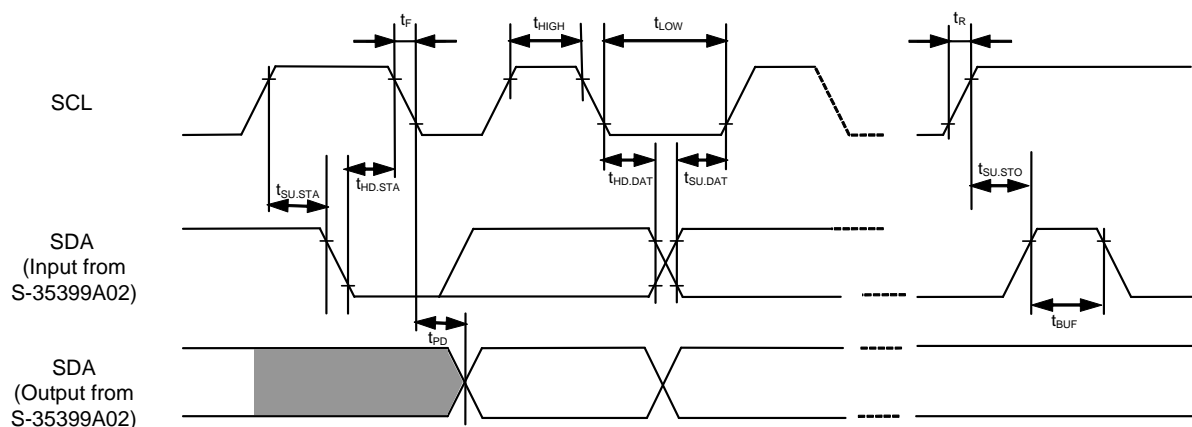 tF
tHIGH
tLOW
tR
SCL
tSU.STA
tHD.STA
tHD.DAT
tSU.DAT
tSU.STO
SDA
(Input from
S-35399A02)
tBUF
tPD
SDA
(Output from
S-35399A02)